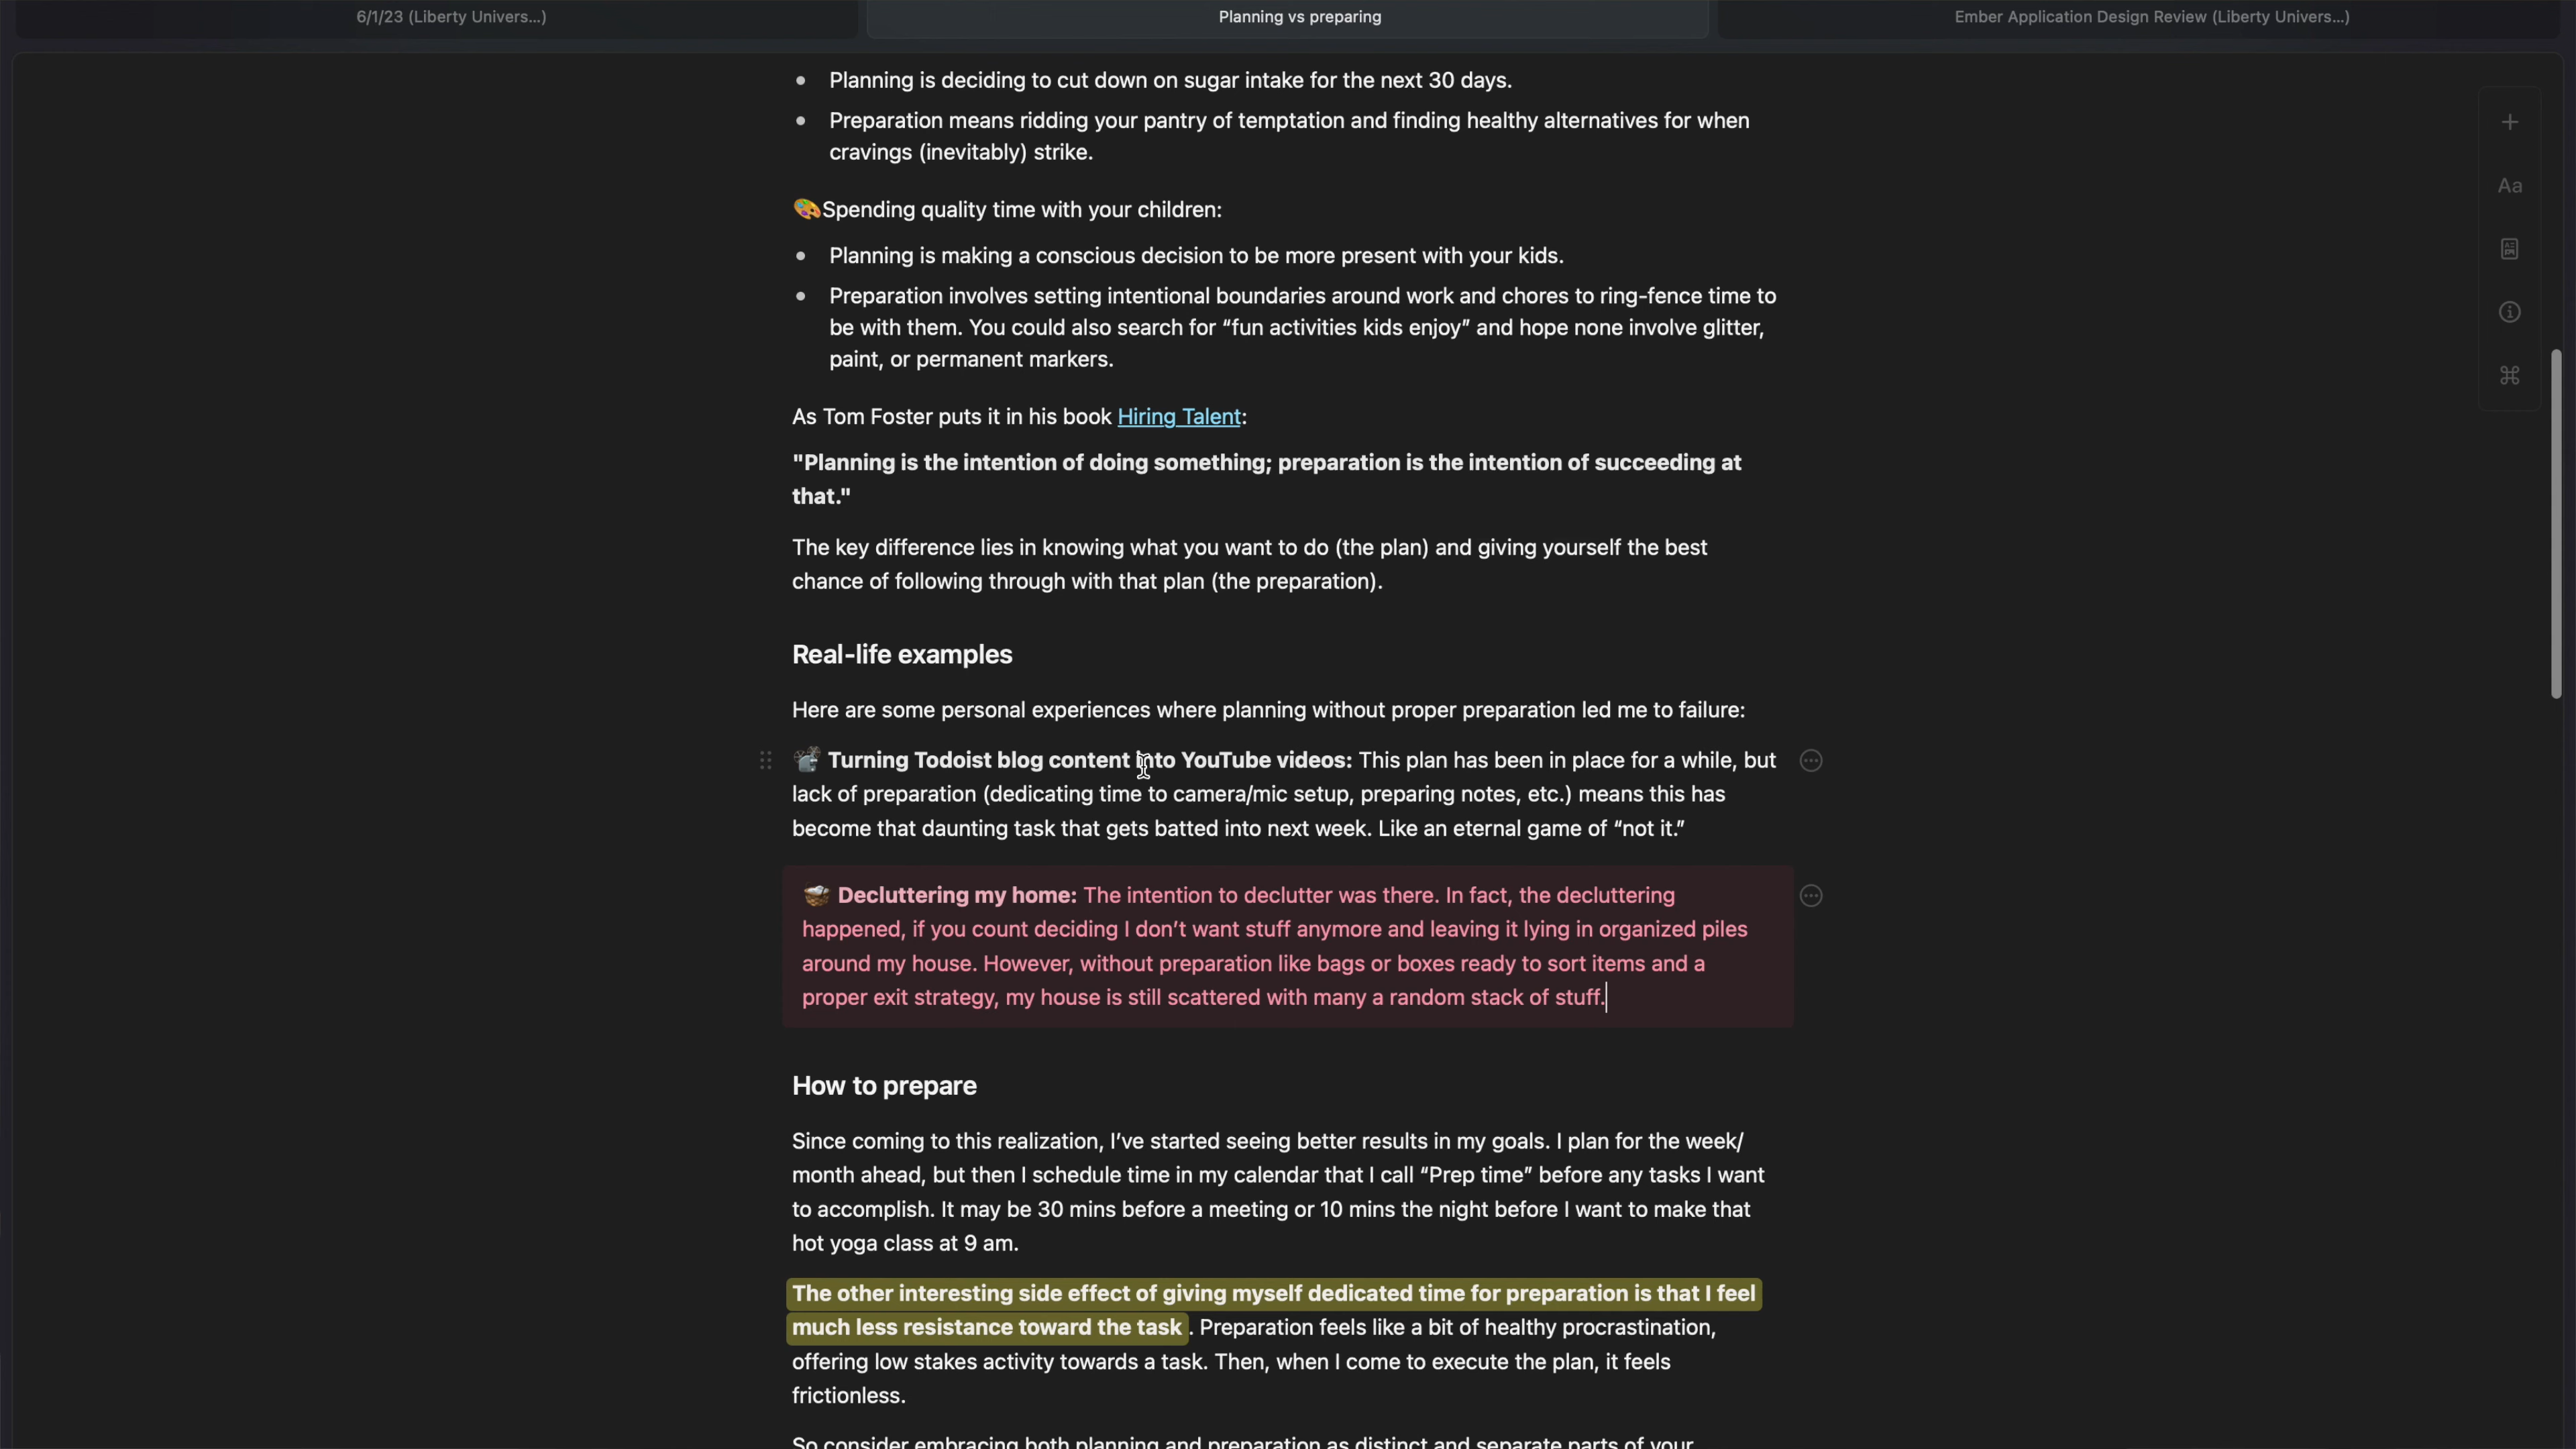 6/1/23 (Liberty Univers...)
Planning vs preparing
Ember Application Design Review (Liberty Univers...)
Planning is deciding to cut down on sugar intake for the next 30 days.
Preparation means ridding your pantry of temptation and finding healthy alternatives for when
cravings (inevitably) strike.
🎨Spending quality time with your children:
Planning is making a conscious decision to be more present with your kids.
Preparation involves setting intentional boundaries around work and chores to ring-fence time to
be with them. You could also search for “fun activities kids enjoy” and hope none involve glitter,
paint, or permanent markers.
As Tom Foster puts it in his book Hiring Talent:
"Planning is the intention of doing something; preparation is the intention of succeeding at
that."
The key difference lies in knowing what you want to do (the plan) and giving yourself the best
chance of following through with that plan (the preparation).
Real-life examples
Here are some personal experiences where planning without proper preparation led me to failure:
Turning Todoist blog content into YouTube videos: This plan has been in place for a while, but
lack of preparation (dedicating time to camera/mic setup, preparing notes, etc.) means this has
become that daunting task that gets batted into next week. Like an eternal game of “not it.”
Decluttering my home: The intention to declutter was there. In fact, the decluttering
happened, if you count deciding I don’t want stuff anymore and leaving it lying in organized piles
around my house. However, without preparation like bags or boxes ready to sort items and a
proper exit strategy, my house is still scattered with many a random stack of stuff.
How to prepare
Since coming to this realization, I’ve started seeing better results in my goals. I plan for the week/
month ahead, but then I schedule time in my calendar that I call “Prep time” before any tasks I want
to accomplish. It may be 30 mins before a meeting or 10 mins the night before I want to make that
hot yoga class at 9 am.
The other interesting side effect of giving myself dedicated time for preparation is that I feel
much less resistance toward the task . Preparation feels like a bit of healthy procrastination,
offering low stakes activity towards a task. Then, when I come to execute the plan, it feels
frictionless.
So consider embracing both planning and preparation as distinct and separate parts of your
Aa